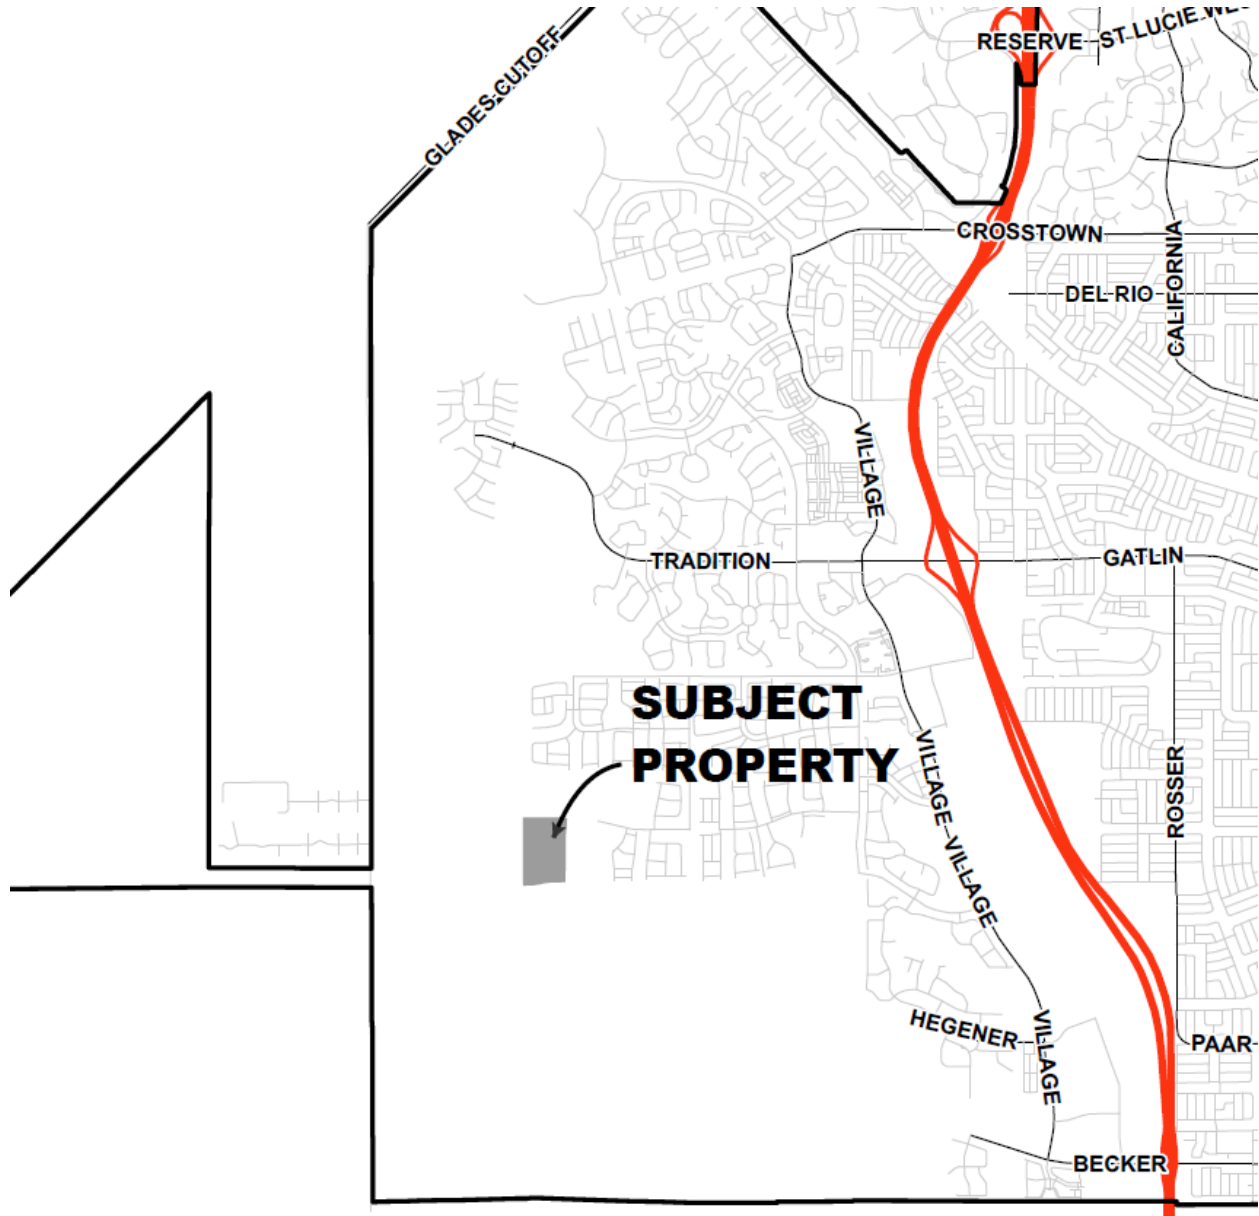 RESERVE
ST LUCIE WES
GLADES CUTOFF
CROSSTOWN
CALIFORNIA
DEL RIO
VILLAGE
TRADITION
GATLIN
SUBJECT
PROPERTY
VILLAGE
VILLAGE
ROSSER
HEGENER
VILLAGE
PAAR
BECKER